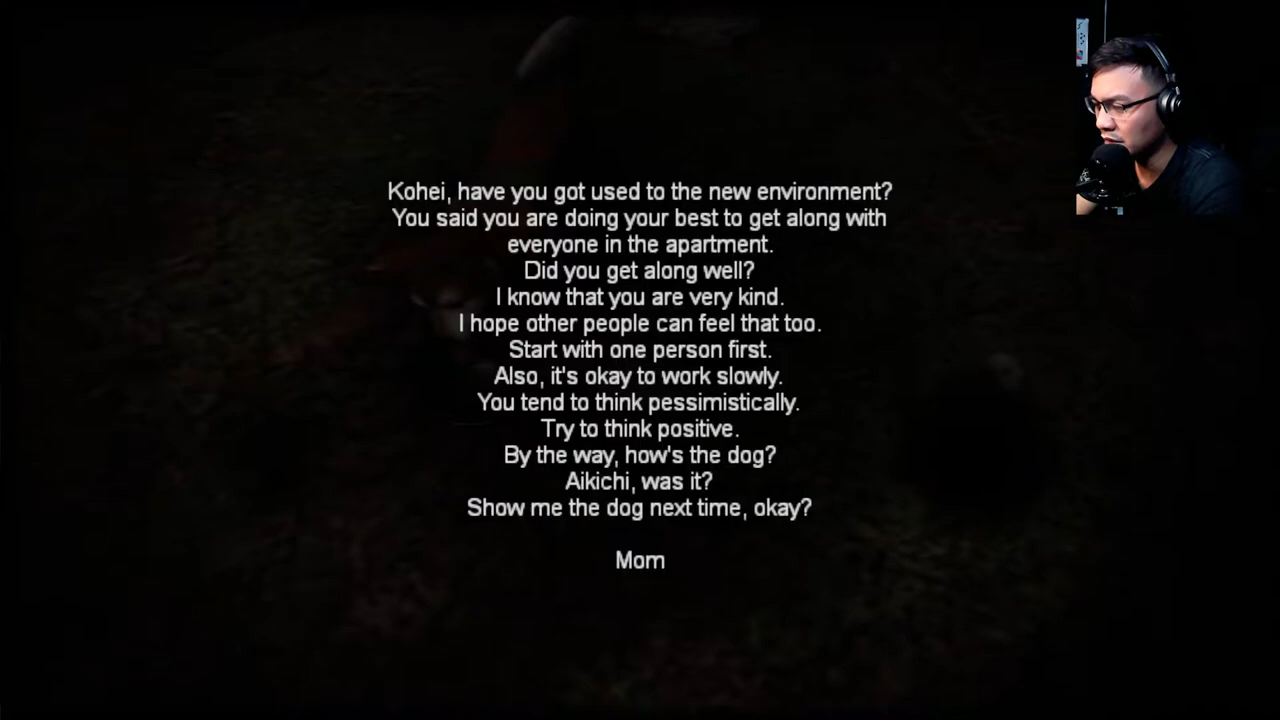 Kohei, have you got used to the new environment?
You said you are doing your best to get along with
everyone in the apartment.
Did you get along well?
I know that you are very kind.
I hope other people can feel that too.
Start with one person first.
Also, it's okay to work slowly.
You tend to think pessimistically.
Try to think positive.
By the way, how's the dog?
Aikichi, was it?
Show me the dog next time, okay?
Mom